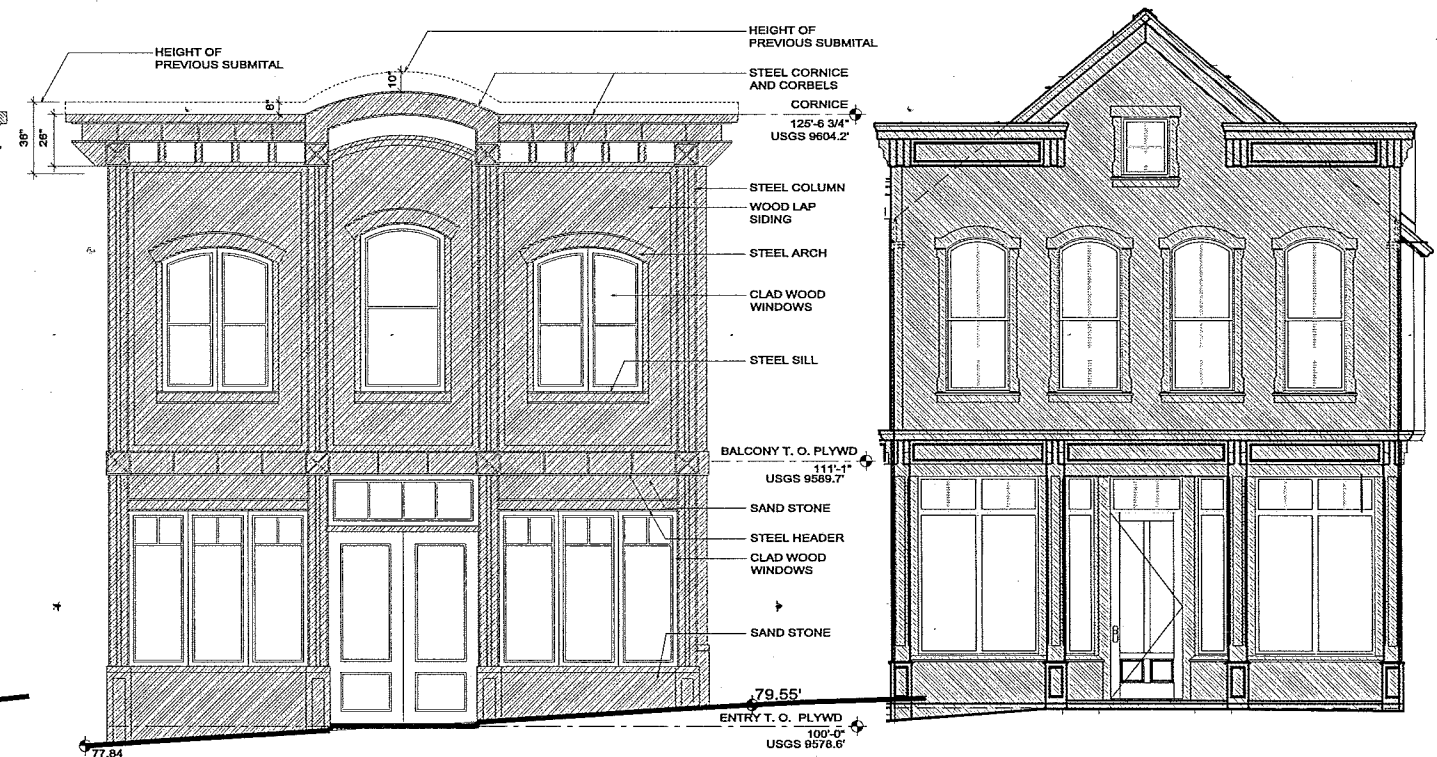 HEIGHT OF
PREVIOUS SUBMITAL
HEIGHT OF
PREVIOUS SUBMITAL
10"
8"
36"
26"
STEEL CORNICE
AND CORBELS
CORNICE
125'-6 3/4"
USGS 9604.2'
STEEL COLUMN
WOOD LAP
SIDING
STEEL ARCH
CLAD WOOD
WINDOWS
STEEL SILL
BALCONY T. O. PLYWD
111'-1"
USGS 9589.7'
SAND STONE
STEEL HEADER
CLAD WOOD
WINDOWS
SAND STONE
79.55'
ENTRY T. O. PLYWD
100'-0"
USGS 9578.6'
77.84